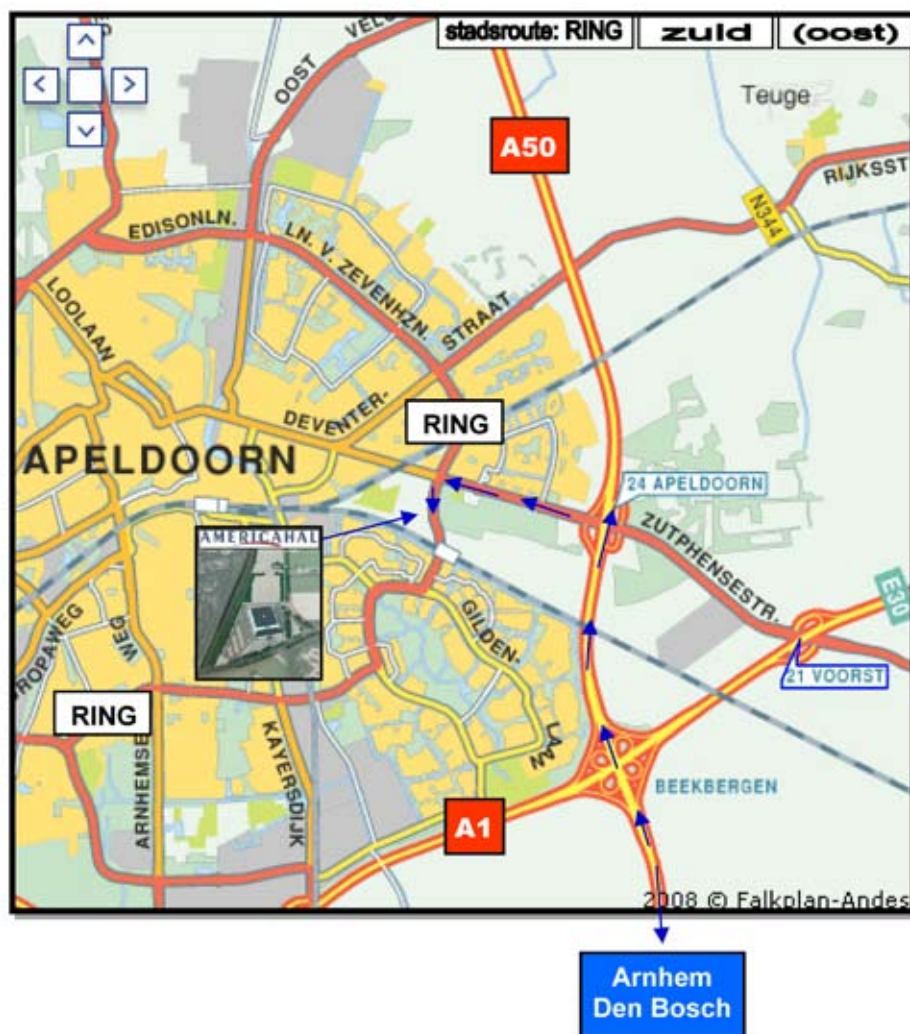 stadsroute: RING
zuid
(oost)
OOST
VELU
Teuge
A50
RIJKSST
N344
EDISONLN.
LN. V. ZEVENHZN.
LOOLAAN
STRAAT
DEVENTER-
RING
APELDOORN
24 APELDOORN
AMERICAHAL
ZUTPHENSESTR.
E30
GILDEN-
ROPAWEG
WEG
21 VOORST
RING
LAAN
KAYERSDIJK
ARNHEMSE
BEEKBERGEN
A1
2008 © Falkplan-Andes
Arnhem
Den Bosch